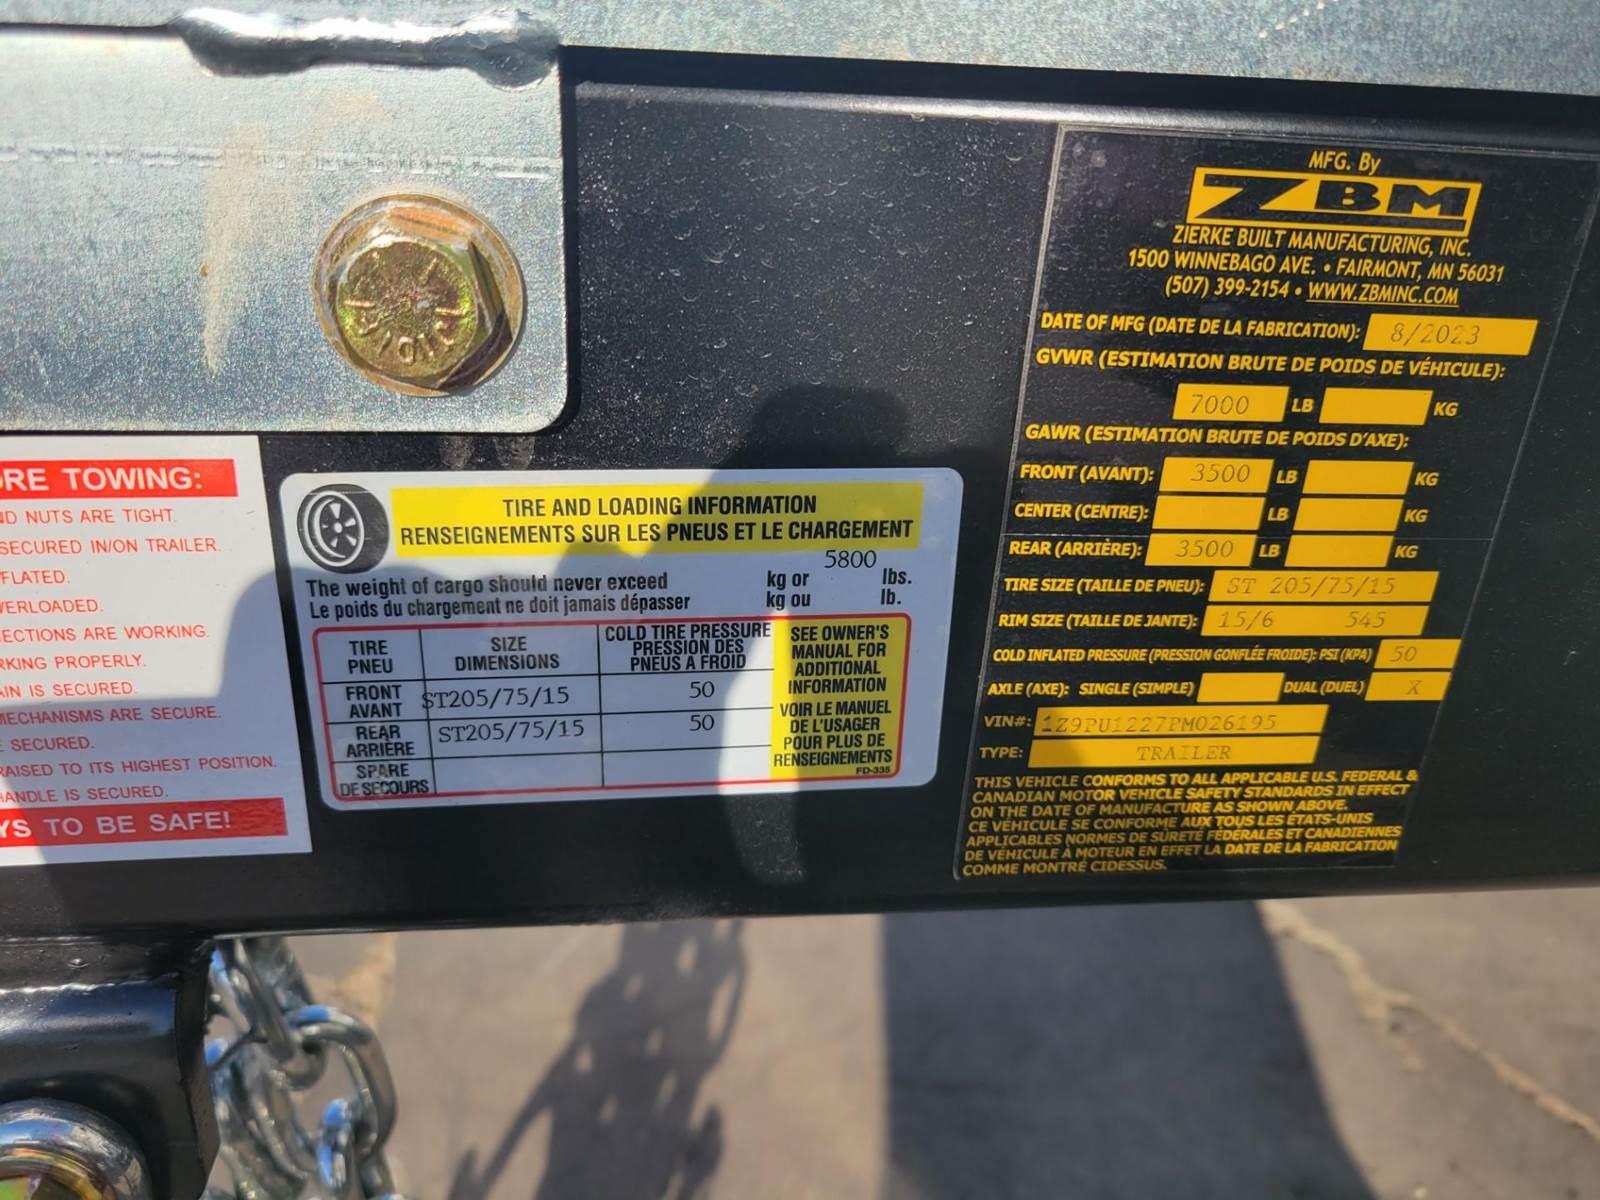 RE TOWING:
ND NUTS ARE TIGHT.
SECURED IN/ON TRAILER.
FLATED.
VERLOADED.
ECTIONS ARE WORKING.
RKING PROPERLY.
AIN IS SECURED.
MECHANISMS ARE SECURE.
E SECURED.
RAISED TO ITS HIGHEST POSITION.
HANDLE IS SECURED.
YS TO BE SAFE!
TIRE AND LOADING INFORMATION
RENSEIGNEMENTS SUR LES PNEUS ET LE CHARGEMENT
5800
The weight of cargo should never exceed kg or lbs.
Le poids du chargement ne doit jamais dépasser kg ou lb.
TIRE PNEU SIZE DIMENSIONS COLD TIRE PRESSURE PRESSION DES PNEUS A FROID
FRONT AVANT ST205/75/15 50
REAR ARRIÈRE ST205/75/15 50
SPARE DE SECOURS
SEE OWNER'S
MANUAL FOR
ADDITIONAL
INFORMATION
VOIR LE MANUEL
DE L'USAGER
POUR PLUS DE
RENSEIGNEMENTS
FD-335
MFG. By
ZBM
ZIERKE BUILT MANUFACTURING, INC.
1500 WINNEBAGO AVE. • FAIRMONT, MN 56031
(507) 399-2154 • WWW.ZBMINC.COM
DATE OF MFG (DATE DE LA FABRICATION): 8/2023
GVWR (ESTIMATION BRUTE DE POIDS DE VÉHICULE):
7000 LB KG
GAWR (ESTIMATION BRUTE DE POIDS D'AXE):
FRONT (AVANT): 3500 LB KG
CENTER (CENTRE): LB KG
REAR (ARRIÈRE): 3500 LB KG
TIRE SIZE (TAILLE DE PNEU): ST 205/75/15
RIM SIZE (TAILLE DE JANTE): 15/6 545
COLD INFLATED PRESSURE (PRESSION GONFLÉE FROIDE): PSI (KPA) 50
AXLE (AXE): SINGLE (SIMPLE) DUAL (DUEL) X
VIN#: 1Z9PU1227PM026195
TYPE: TRAILER
THIS VEHICLE CONFORMS TO ALL APPLICABLE U.S. FEDERAL &
CANADIAN MOTOR VEHICLE SAFETY STANDARDS IN EFFECT
ON THE DATE OF MANUFACTURE AS SHOWN ABOVE.
CE VÉHICULE SE CONFORME AUX TOUS LES ÉTATS-UNIS
APPLICABLES NORMES DE SÛRETÉ FÉDÉRALES ET CANADIENNES
DE VÉHICULE À MOTEUR EN EFFET LA DATE DE LA FABRICATION
COMME MONTRÉ CIDESSUS.